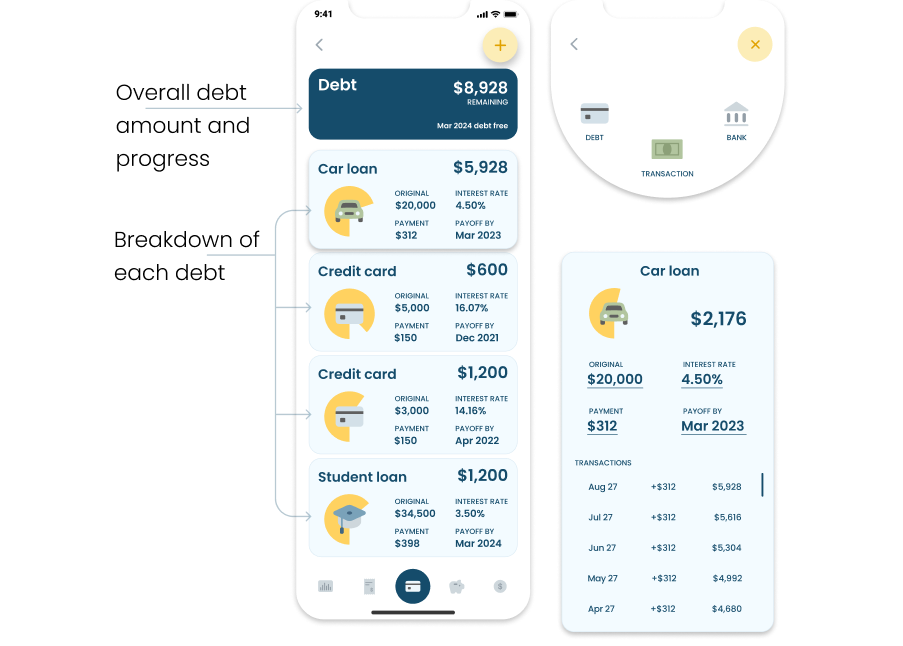 Overall debt
amount and
progress
Breakdown of
each debt
9:41
Debt
$8,928
REMAINING
Mar 2024 debt free
Car loan
$5,928
ORIGINAL
INTEREST RATE
$20,000
4.50%
PAYMENT
PAYOFF BY
$312
Mar 2023
Credit card
$600
ORIGINAL
INTEREST RATE
$5,000
16.07%
PAYMENT
PAYOFF BY
$150
Dec 2021
Credit card
$1,200
ORIGINAL
INTEREST RATE
$3,000
14.16%
PAYMENT
PAYOFF BY
$150
Apr 2022
Student loan
$1,200
ORIGINAL
INTEREST RATE
$34,500
3.50%
PAYMENT
PAYOFF BY
$398
Mar 2024
DEBT
BANK
TRANSACTION
Car loan
$2,176
ORIGINAL
INTEREST RATE
$20,000
4.50%
PAYMENT
PAYOFF BY
$312
Mar 2023
TRANSACTIONS
Aug 27 +$312 $5,928
Jul 27 +$312 $5,616
Jun 27 +$312 $5,304
May 27 +$312 $4,992
Apr 27 +$312 $4,680